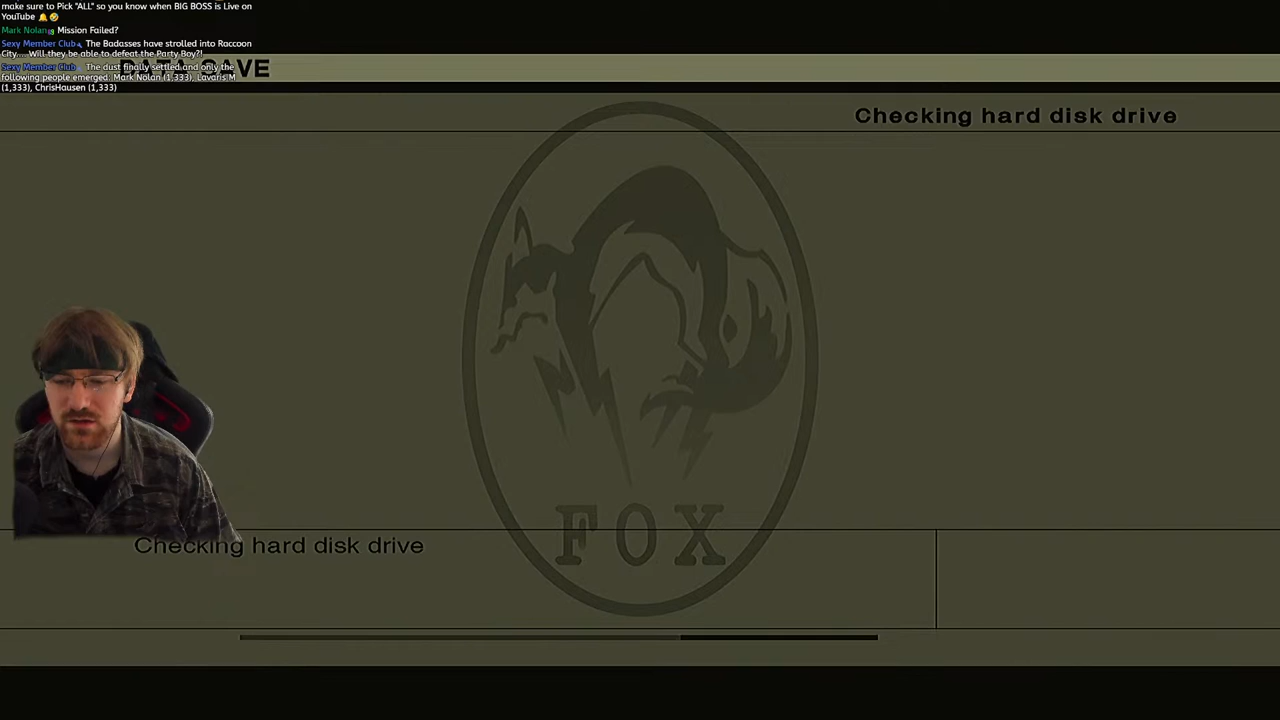 make sure to Pick "ALL" so you know when BIG BOSS is Live on
YouTube 🔔 🤣
Mark Nolan Mission Failed?
Sexy Member Club The Badasses have strolled into Raccoon
City.... Will they be able to defeat the Party Boy?!
Sexy Member Club The dust finally settled and only the
following people emerged: Mark Nolan (1,333), Lavaris M
(1,333), ChrisHausen (1,333)
DATA SAVE
Checking hard disk drive
FOX
Checking hard disk drive